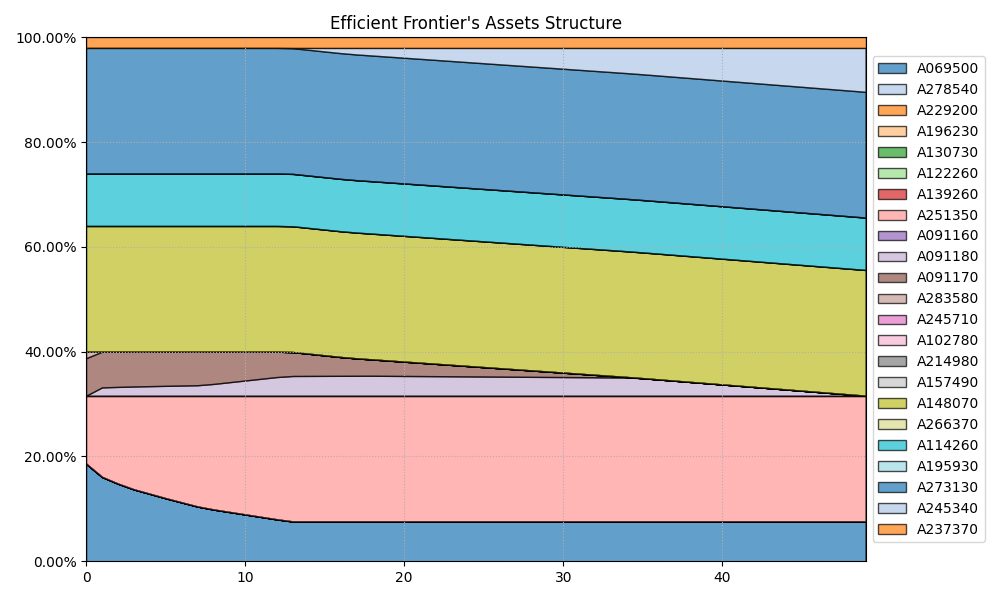 Efficient Frontier's Assets Structure
100.00%
80.00%
60.00%
40.00%
20.00%
0.00%
0
10
20
30
40
A069500
A278540
A229200
A196230
A130730
A122260
A139260
A251350
A091160
A091180
A091170
A283580
A245710
A102780
A214980
A157490
A148070
A266370
A114260
A195930
A273130
A245340
A237370